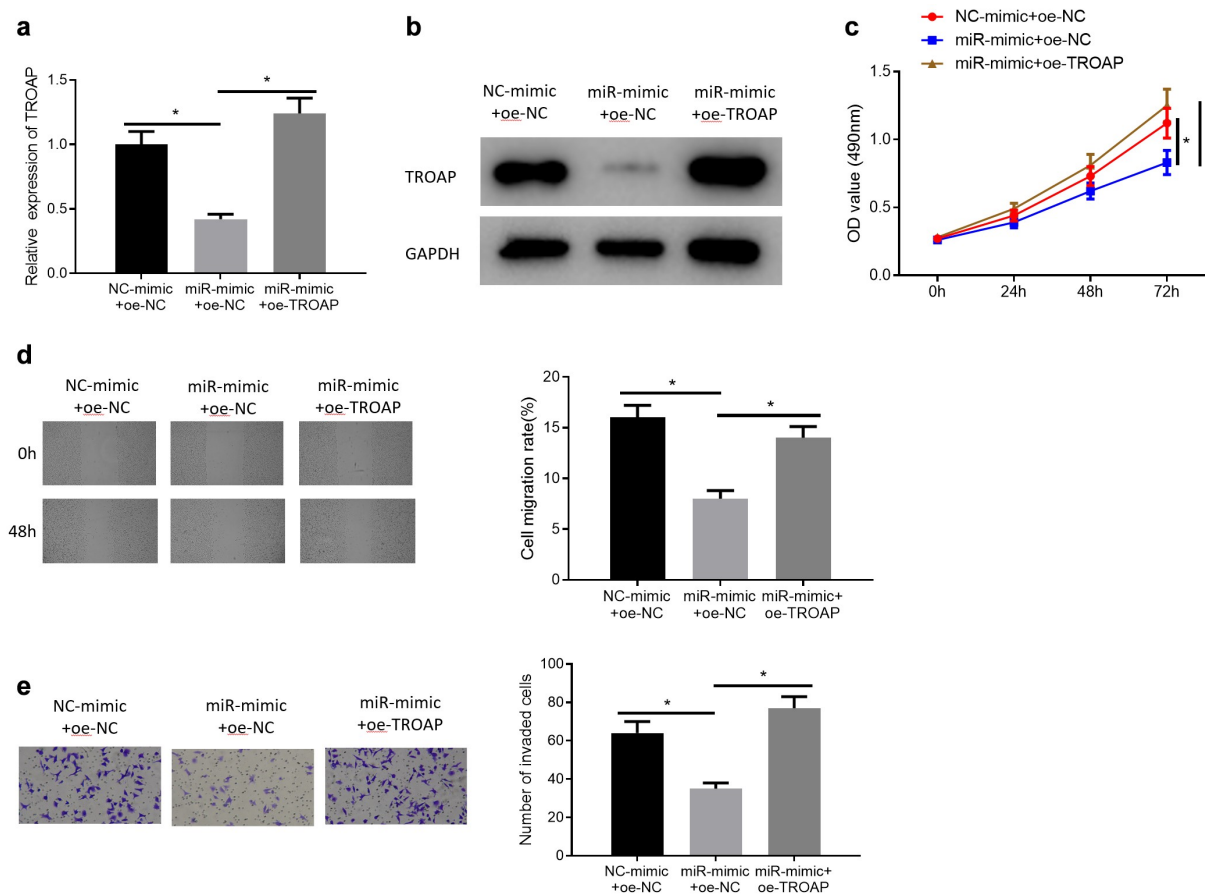 a
Relative expression of TROAP
1.5
1.0
0.5
0.0
*
*
NC-mimic
+oe-NC
miR-mimic
+oe-NC
miR-mimic
+oe-TROAP
b
NC-mimic
+oe-NC
miR-mimic
+oe-NC
miR-mimic
+oe-TROAP
TROAP
GAPDH
c
NC-mimic+oe-NC
miR-mimic+oe-NC
miR-mimic+oe-TROAP
OD value (490nm)
1.5
1.0
0.5
0.0
*
0h
24h
48h
72h
d
NC-mimic
+oe-NC
miR-mimic
+oe-NC
miR-mimic
+oe-TROAP
0h
48h
Cell migration rate(%)
20
15
10
5
0
*
*
NC-mimic
+oe-NC
miR-mimic
+oe-NC
miR-mimic+
oe-TROAP
e
NC-mimic
+oe-NC
miR-mimic
+oe-NC
miR-mimic
+oe-TROAP
Number of invaded cells
100
80
60
40
20
0
*
*
NC-mimic
+oe-NC
miR-mimic
+oe-NC
miR-mimic+
oe-TROAP